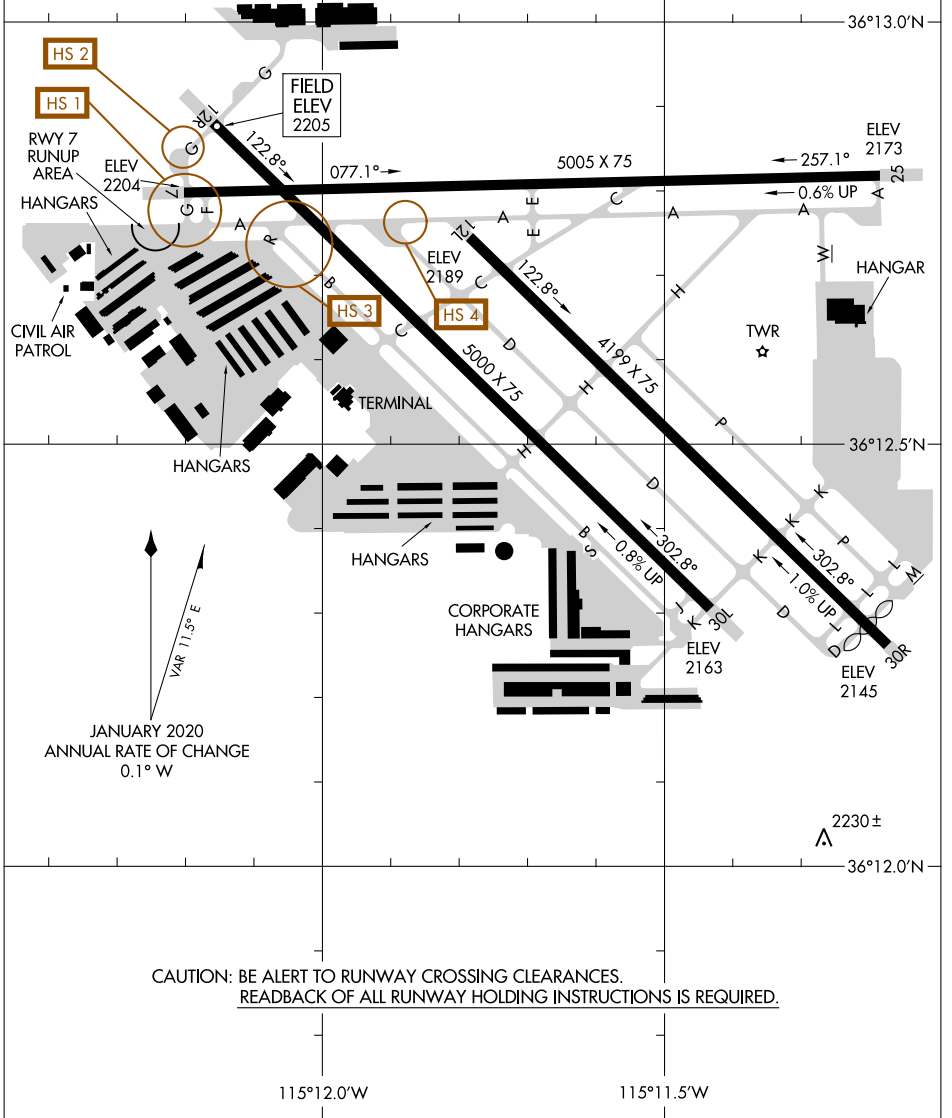 36°13.0'N
HS 2
G
HS 1
FIELD
ELEV
2205
12R
RWY 7
RUNUP
AREA
G
122.8°
ELEV
2173
ELEV
2204
077.1°
5005 X 75
257.1°
25
HANGARS
7
0.6% UP
A
G
F
A
R
E
A
E
C
A
A
12L
W
ELEV
2189
B
C
122.8°
H
HANGAR
HS 3
HS 4
CIVIL AIR
PATROL
C
D
TWR
5000 X 75
4199 X 75
H
TERMINAL
P
HANGARS
H
36°12.5'N
D
K
HANGARS
B
S
302.8°
0.8% UP
K
K
P
302.8°
1.0% UP
L
M
CORPORATE
HANGARS
J
K
30L
D
L
L
D
30R
ELEV
2163
ELEV
2145
VAR 11.5° E
JANUARY 2020
ANNUAL RATE OF CHANGE
0.1° W
2230 ±
36°12.0'N
CAUTION: BE ALERT TO RUNWAY CROSSING CLEARANCES.
READBACK OF ALL RUNWAY HOLDING INSTRUCTIONS IS REQUIRED.
115°12.0'W
115°11.5'W